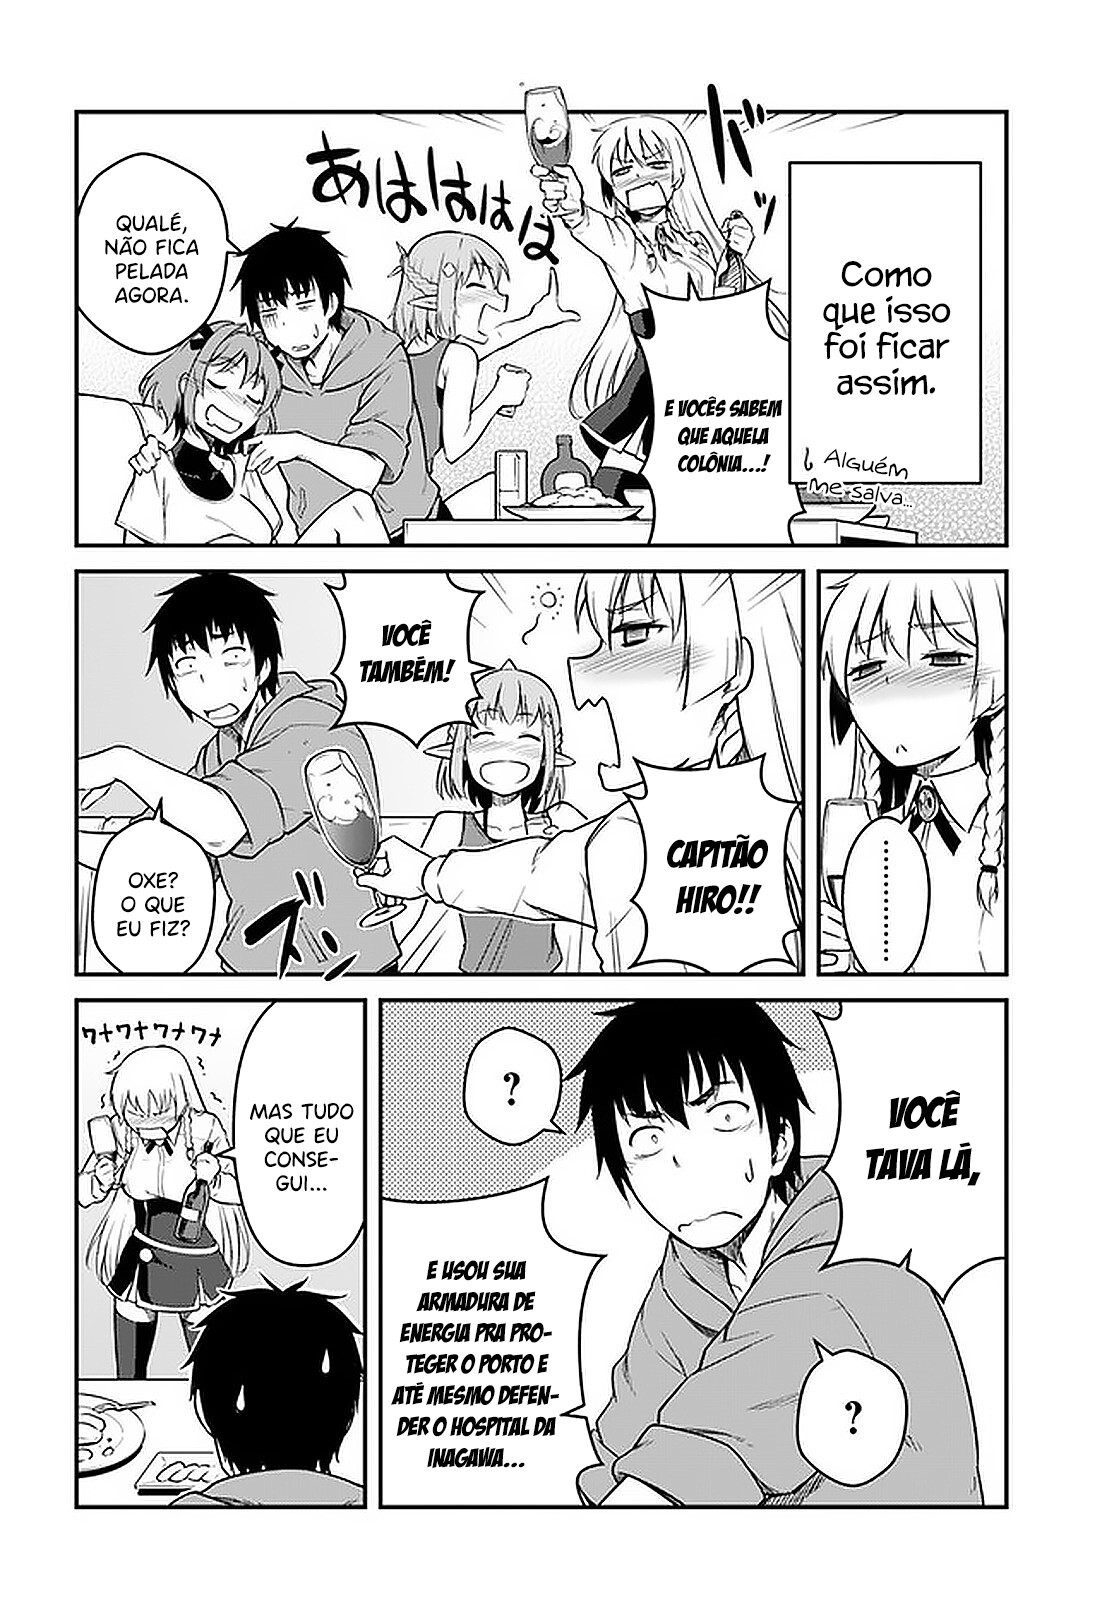 Como
que isso
foi ficar
assim.
Alguém
me salva...
ドンッ
E VOCÊS SABEM
QUE AQUELA
COLÔNIA...!
あはははは
QUALÉ,
NÃO FICA
PELADA
AGORA.
..........
CAPITÃO
HIRO!!
VOCÊ
TAMBÉM!
ズッ
OXE?
O QUE
EU FIZ?
VOCÊ
TAVA LÁ,
?
?
E USOU SUA
ARMADURA DE
ENERGIA PRA PRO-
TEGER O PORTO E
ATÉ MESMO DEFEN-
DER O HOSPITAL DA
INAGAWA...
MAS TUDO
QUE EU
CONSE-
GUI...
ワナワナワナワナ